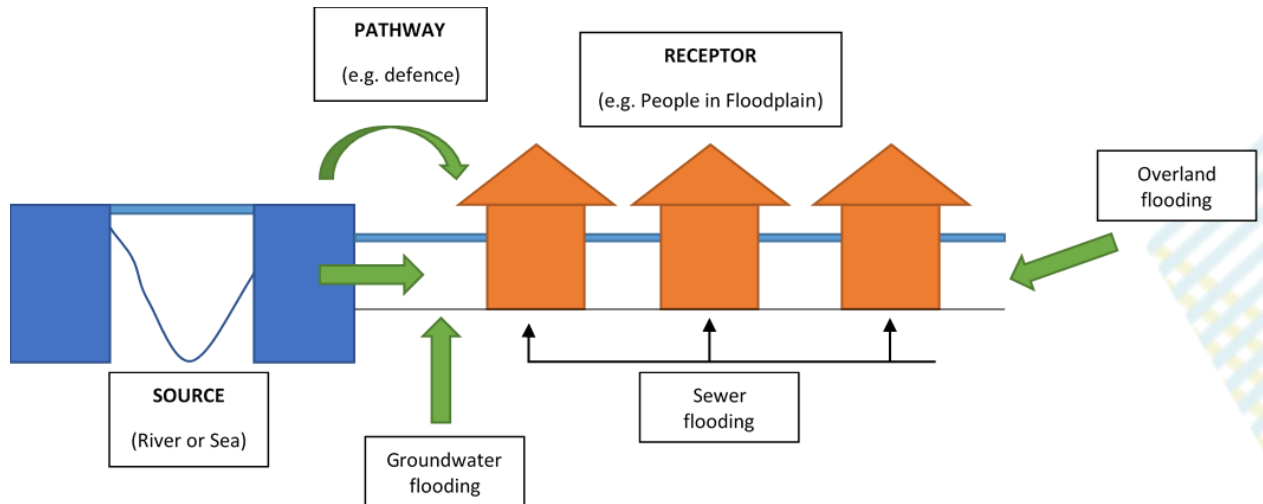 PATHWAY
(e.g. defence)
RECEPTOR
(e.g. People in Floodplain)
Overland
flooding
SOURCE
(River or Sea)
Sewer
flooding
Groundwater
flooding